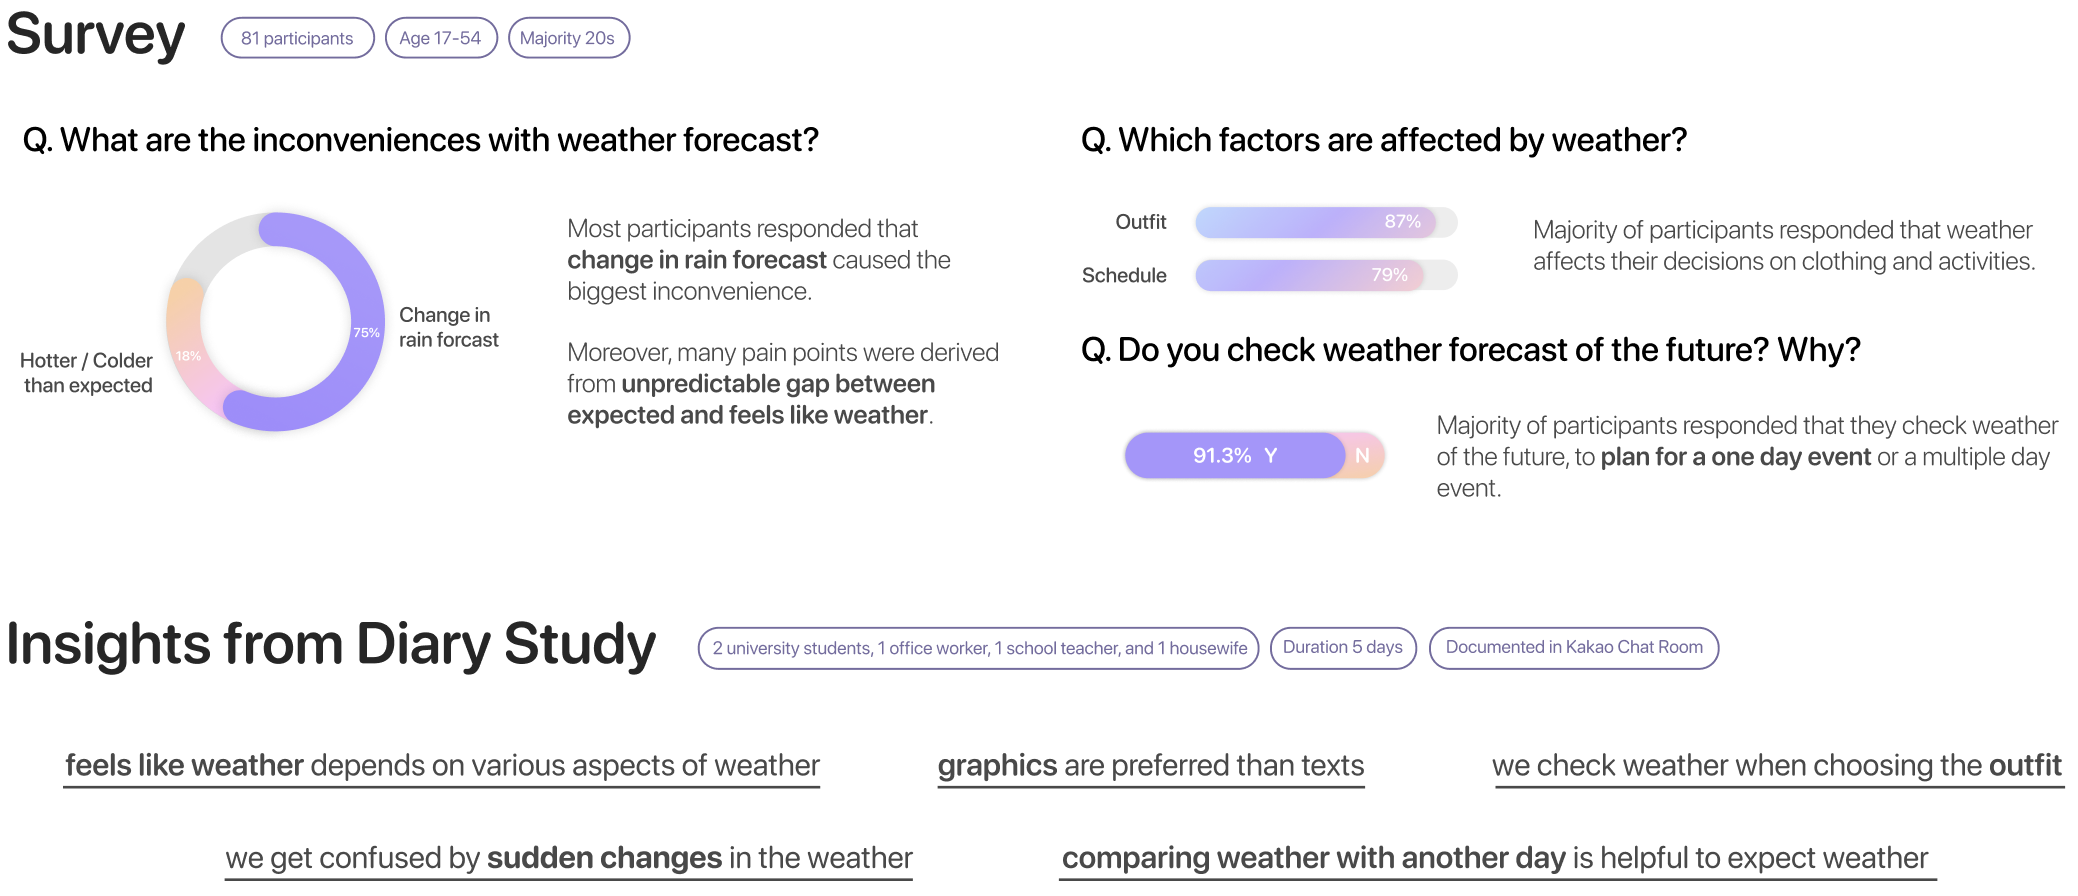 Survey
81 participants
Age 17-54
Majority 20s
Q. What are the inconveniences with weather forecast?
75%
18%
Change in
rain forcast
Hotter / Colder
than expected
Most participants responded that
change in rain forecast caused the
biggest inconvenience.
Moreover, many pain points were derived
from unpredictable gap between
expected and feels like weather.
Q. Which factors are affected by weather?
Outfit
87%
Schedule
79%
Majority of participants responded that weather
affects their decisions on clothing and activities.
Q. Do you check weather forecast of the future? Why?
91.3% Y
N
Majority of participants responded that they check weather
of the future, to plan for a one day event or a multiple day
event.
Insights from Diary Study
2 university students, 1 office worker, 1 school teacher, and 1 housewife
Duration 5 days
Documented in Kakao Chat Room
feels like weather depends on various aspects of weather
graphics are preferred than texts
we check weather when choosing the outfit
we get confused by sudden changes in the weather
comparing weather with another day is helpful to expect weather